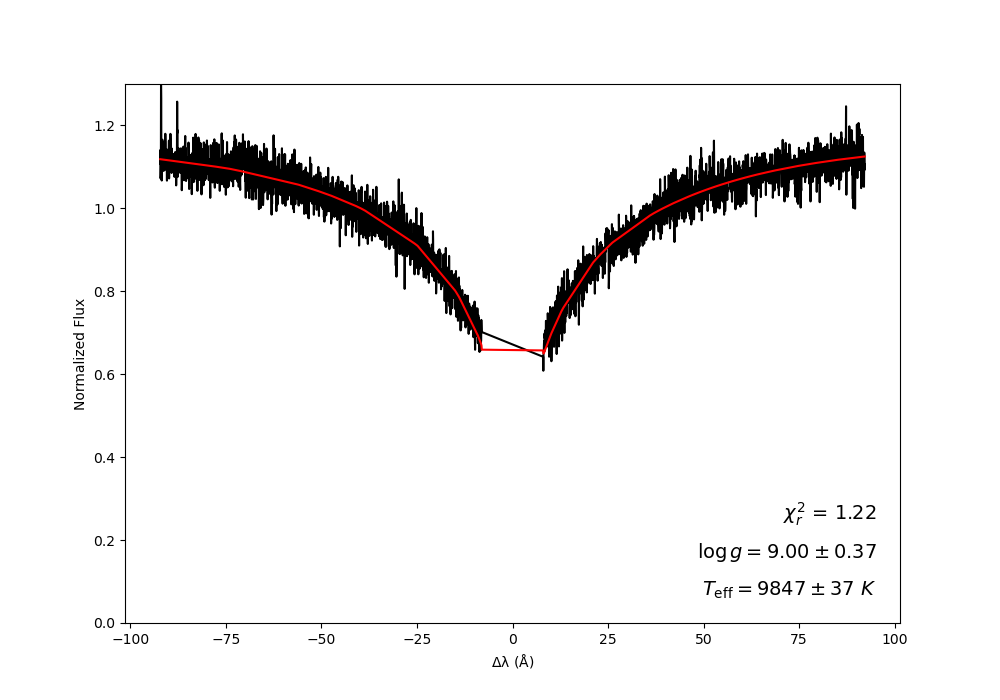 1.2
1.0
0.8
0.6
0.4
0.2
0.0
Normalized Flux
χ²ᵣ = 1.22
log g = 9.00 ± 0.37
T_eff = 9847 ± 37 K
−100 −75 −50 −25 0 25 50 75 100
Δλ (Å)